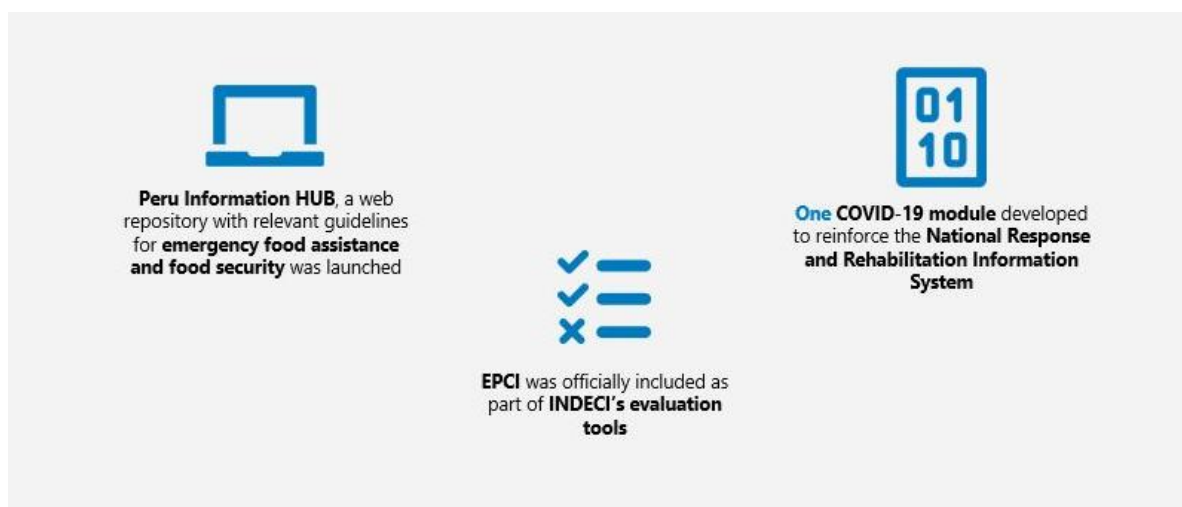 Peru Information HUB, a web
repository with relevant guidelines
for emergency food assistance
and food security was launched
EPCI was officially included as
part of INDECI's evaluation
tools
01
10
One COVID-19 module developed
to reinforce the National Response
and Rehabilitation Information
System